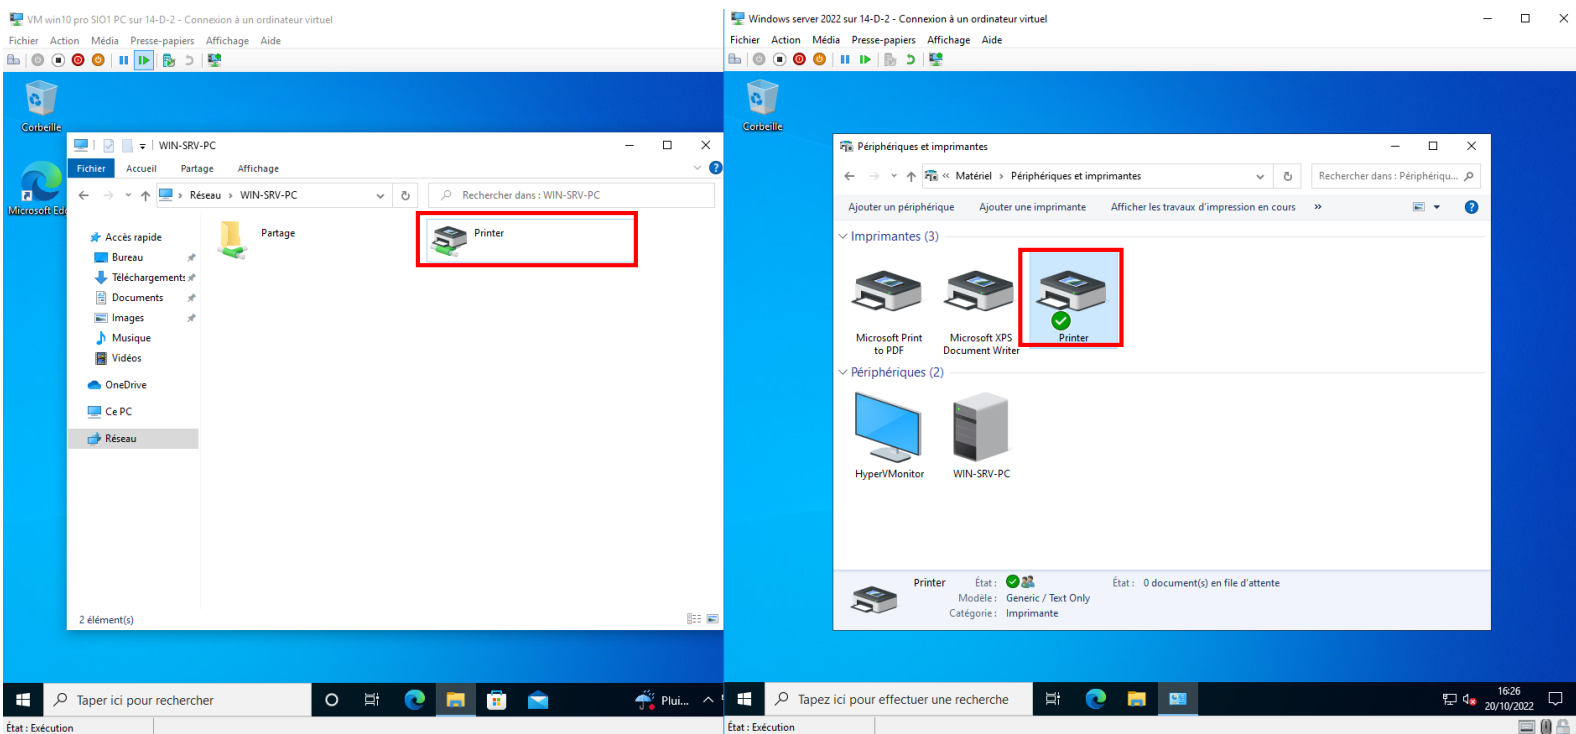 VM win10 pro SIO1 PC sur 14-D-2 - Connexion à un ordinateur virtuel
Fichier Action Média Presse-papiers Affichage Aide
Corbeille
Microsoft Edg
WIN-SRV-PC
Fichier Accueil Partage Affichage
Réseau › WIN-SRV-PC
Rechercher dans : WIN-SRV-PC
Accès rapide
Bureau
Téléchargements
Documents
Images
Musique
Vidéos
OneDrive
Ce PC
Réseau
Partage
Printer
2 élément(s)
Taper ici pour rechercher
Plui...
État : Exécution
Windows server 2022 sur 14-D-2 - Connexion à un ordinateur virtuel
Fichier Action Média Presse-papiers Affichage Aide
Corbeille
Périphériques et imprimantes
« Matériel › Périphériques et imprimantes
Rechercher dans : Périphériqu...
Ajouter un périphérique Ajouter une imprimante Afficher les travaux d'impression en cours »
Imprimantes (3)
Microsoft Print
to PDF
Microsoft XPS
Document Writer
Printer
Périphériques (2)
HyperVMonitor
WIN-SRV-PC
Printer État : État : 0 document(s) en file d'attente
Modèle : Generic / Text Only
Catégorie : Imprimante
Tapez ici pour effectuer une recherche
16:26
20/10/2022
État : Exécution